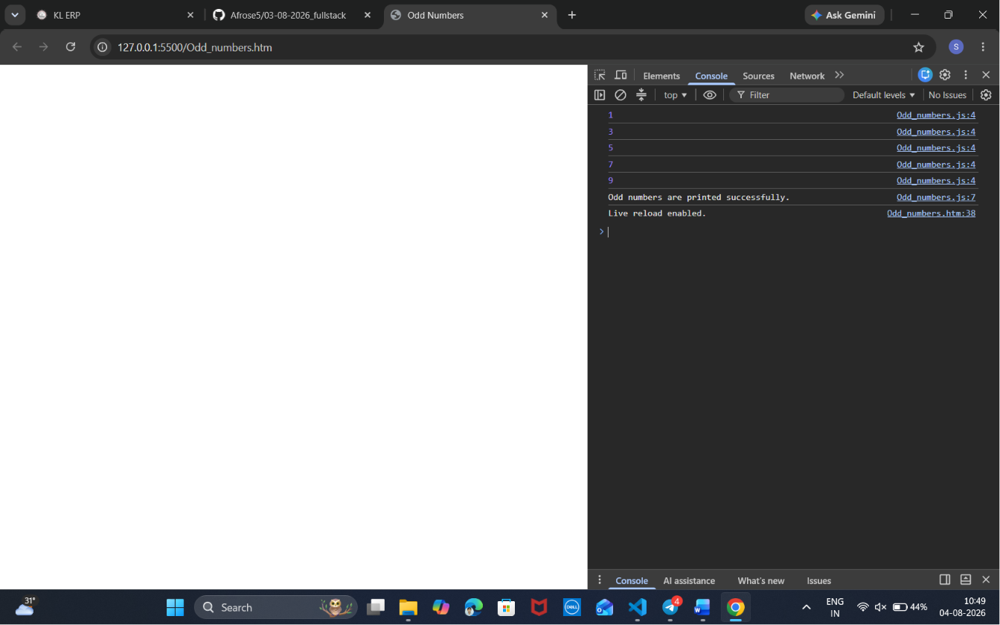 KL ERP
Afrose5/03-08-2026_fullstack
Odd Numbers
Ask Gemini
127.0.0.1:5500/Odd_numbers.htm
S
Elements
Console
Sources
Network
top
Filter
Default levels
No Issues
1 Odd_numbers.js:4
3 Odd_numbers.js:4
5 Odd_numbers.js:4
7 Odd_numbers.js:4
9 Odd_numbers.js:4
Odd numbers are printed successfully. Odd_numbers.js:7
Live reload enabled. Odd_numbers.htm:38
Console
AI assistance
What's new
Issues
31°
Search
DELL
4
ENG
IN
44%
10:49
04-08-2026